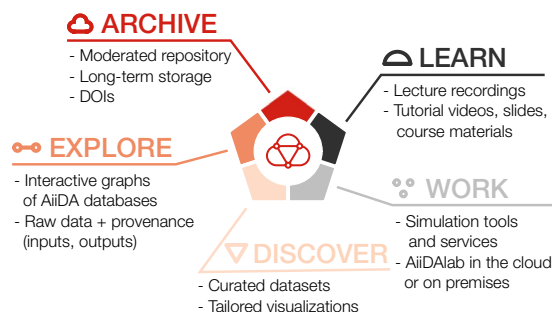 ARCHIVE
- Moderated repository
- Long-term storage
- DOIs
LEARN
- Lecture recordings
- Tutorial videos, slides,
course materials
EXPLORE
- Interactive graphs
of AiiDA databases
- Raw data + provenance
(inputs, outputs)
WORK
- Simulation tools
and services
- AiiDAlab in the cloud
or on premises
DISCOVER
- Curated datasets
- Tailored visualizations